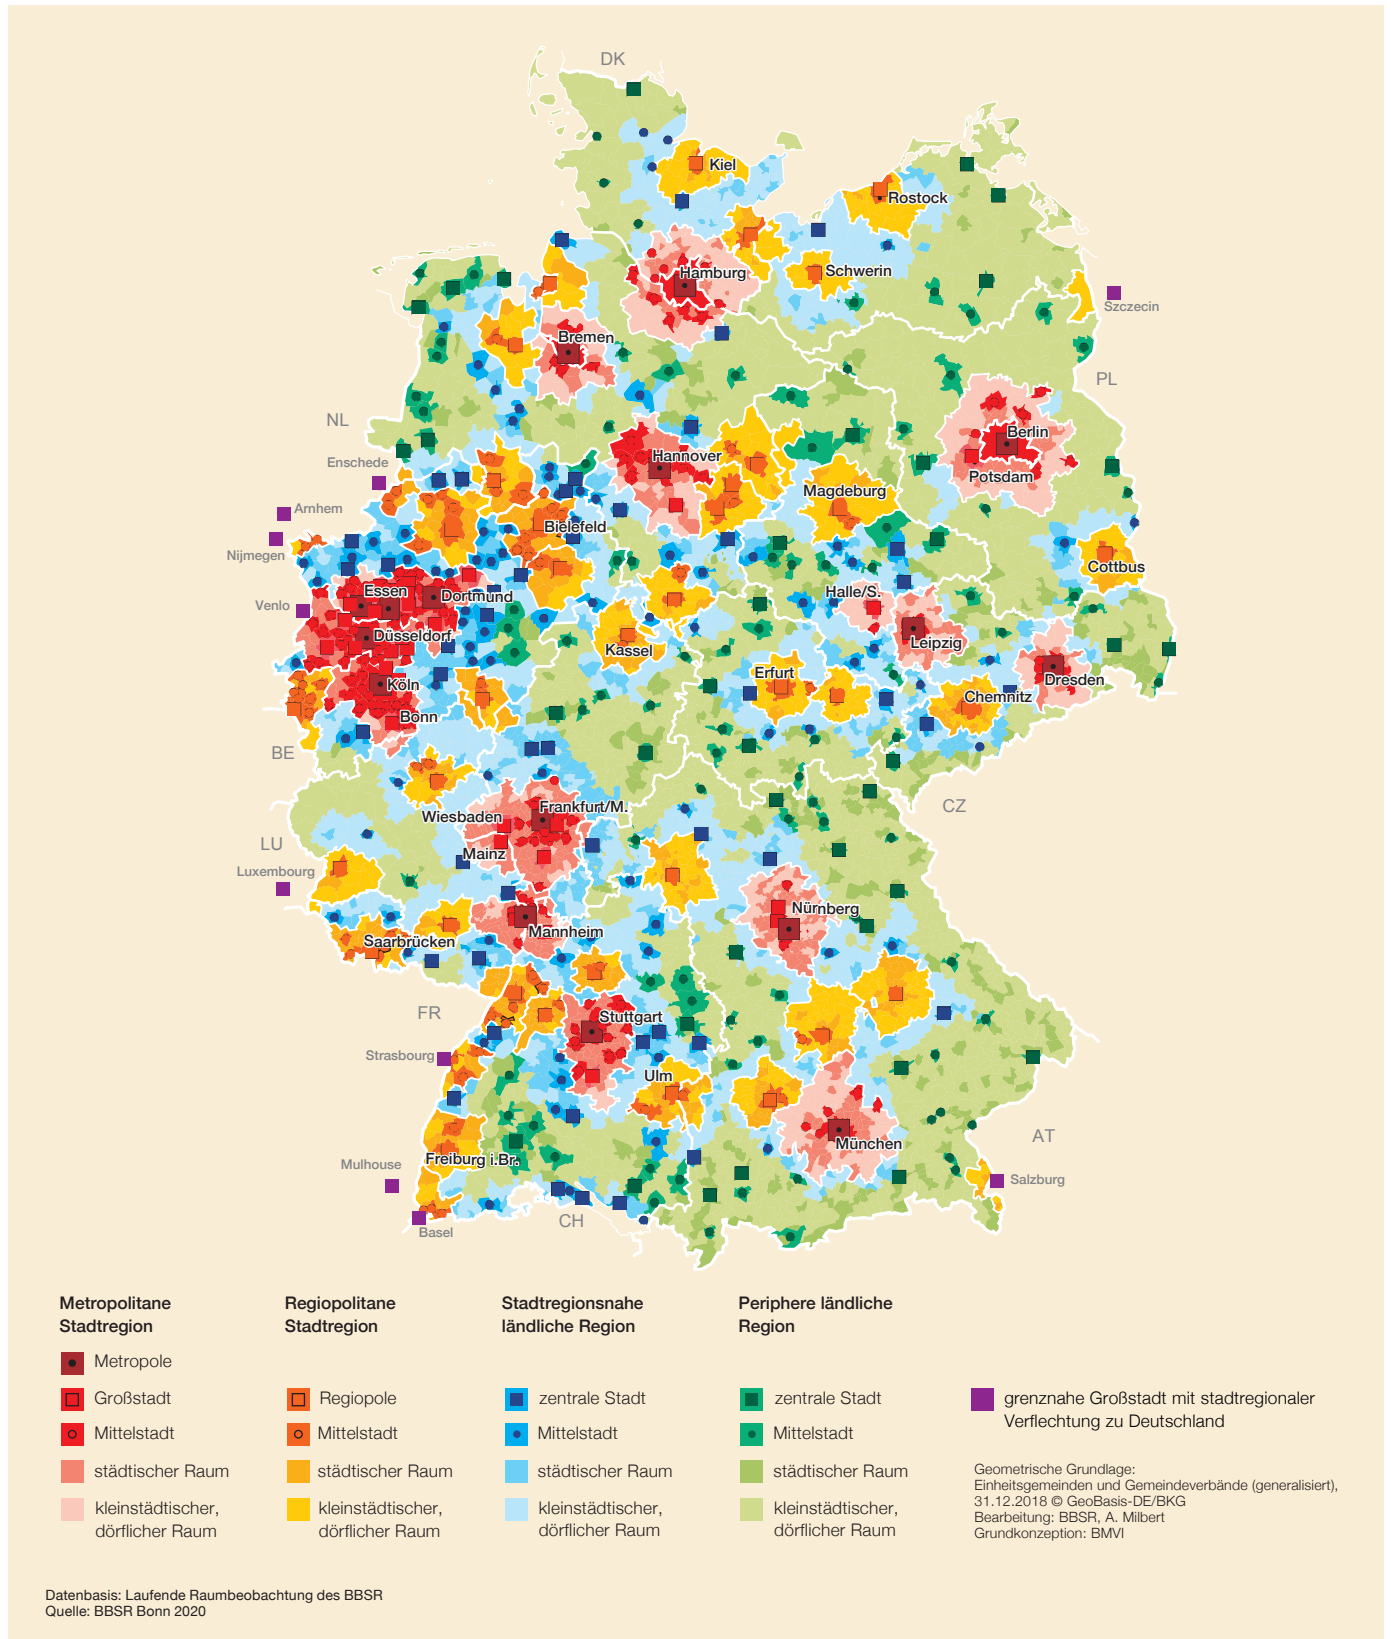 DK
Kiel
Rostock
Schwerin
Hamburg
Szczecin
Bremen
PL
NL
Berlin
Enschede
Hannover
Potsdam
Magdeburg
Arnhem
Bielefeld
Nijmegen
Cottbus
Essen
Halle/S.
Venlo
Dortmund
Düsseldorf
Leipzig
Kassel
Erfurt
Dresden
Köln
Chemnitz
Bonn
BE
CZ
Frankfurt/M.
Wiesbaden
LU
Mainz
Luxembourg
Nürnberg
Mannheim
Saarbrücken
FR
Stuttgart
Strasbourg
Ulm
AT
München
Freiburg i.Br.
Mulhouse
Salzburg
CH
Basel
Metropolitane
Stadtregion
Metropole
Großstadt
Mittelstadt
städtischer Raum
kleinstädtischer,
dörflicher Raum
Regiopolitane
Stadtregion
Regiopole
Mittelstadt
städtischer Raum
kleinstädtischer,
dörflicher Raum
Stadtregionsnahe
ländliche Region
zentrale Stadt
Mittelstadt
städtischer Raum
kleinstädtischer,
dörflicher Raum
Periphere ländliche
Region
zentrale Stadt
Mittelstadt
städtischer Raum
kleinstädtischer,
dörflicher Raum
grenznahe Großstadt mit stadtregionaler
Verflechtung zu Deutschland
Geometrische Grundlage:
Einheitsgemeinden und Gemeindeverbände (generalisiert),
31.12.2018 © GeoBasis-DE/BKG
Bearbeitung: BBSR, A. Milbert
Grundkonzeption: BMVI
Datenbasis: Laufende Raumbeobachtung des BBSR
Quelle: BBSR Bonn 2020